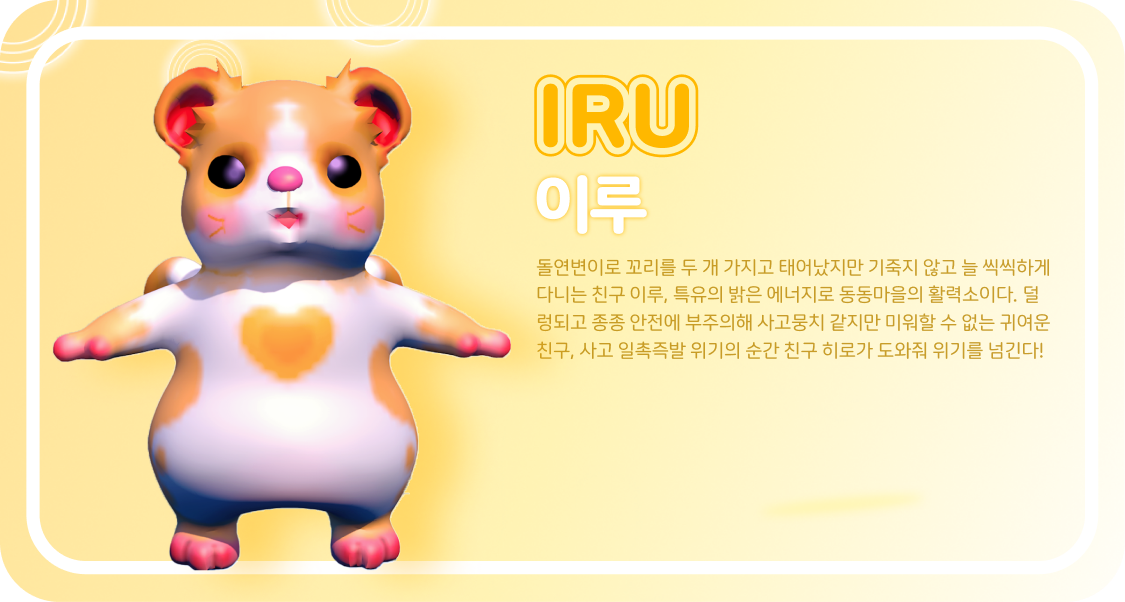 IRU
이루
돌연변이로 꼬리를 두 개 가지고 태어났지만 기죽지 않고 늘 씩씩하게
다니는 친구 이루, 특유의 밝은 에너지로 동동마을의 활력소이다. 덜
렁되고 종종 안전에 부주의해 사고뭉치 같지만 미워할 수 없는 귀여운
친구, 사고 일촉즉발 위기의 순간 친구 히로가 도와줘 위기를 넘긴다!